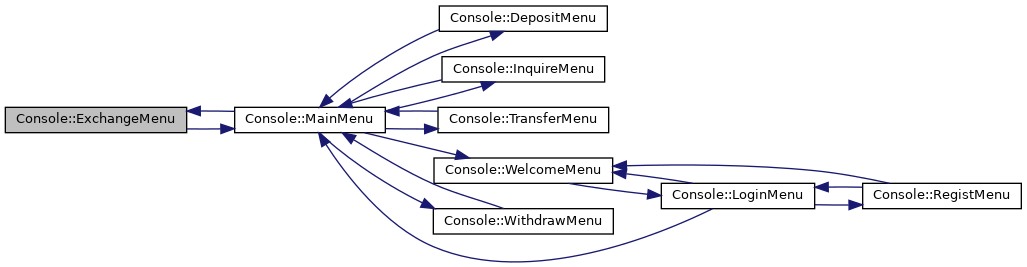 Console::DepositMenu
Console::InquireMenu
Console::ExchangeMenu
Console::MainMenu
Console::TransferMenu
Console::WelcomeMenu
Console::LoginMenu
Console::RegistMenu
Console::WithdrawMenu